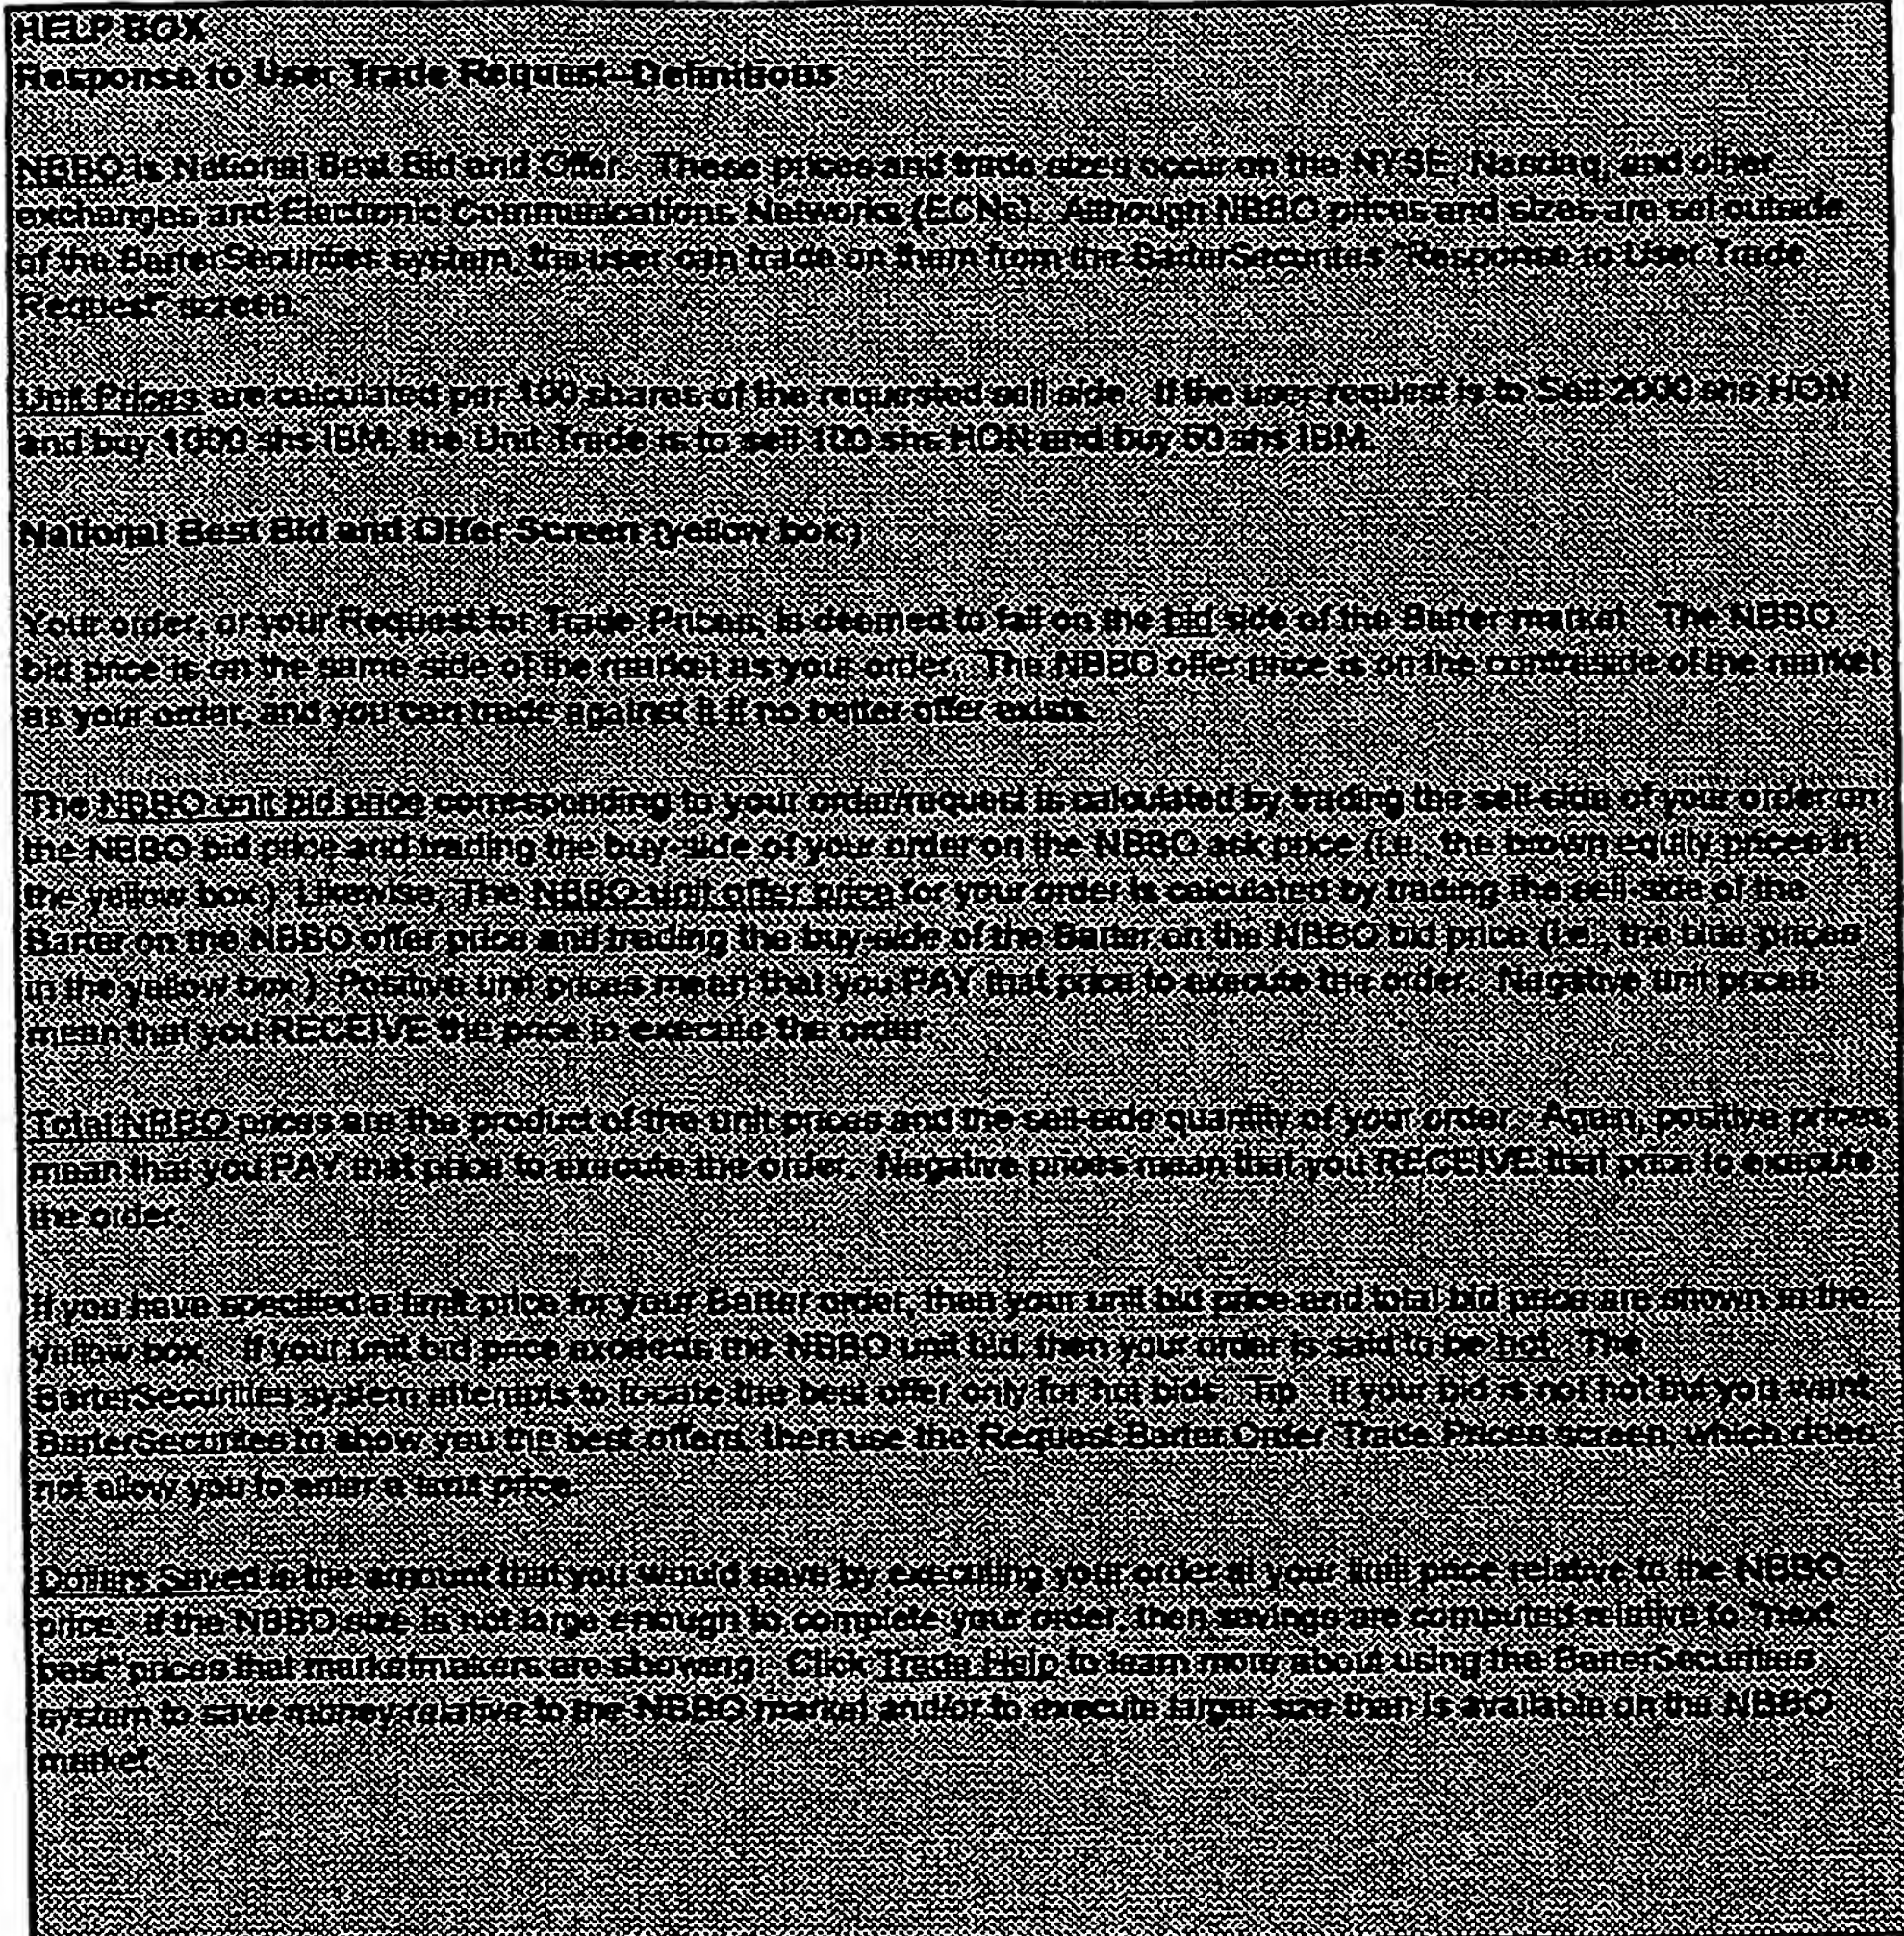 HELP BOX
Response to User Trade Request--Definitions
NBBO is National Best Bid and Offer. These prices and trade sizes occur on the NYSE, Nasdaq, and other
exchanges and Electronic Communications Networks (ECNs). Although NBBO prices and sizes are set outside
of the BarterSecurities system, the user can trade on them from the BarterSecurities "Response to User Trade
Request" screen.
Unit Prices are calculated per 100 shares of the requested sell side. If the user request is to Sell 2000 shs HON
and buy 1000 shs IBM, the Unit Trade is to sell 100 shs HON and buy 50 shs IBM.
National Best Bid and Offer Screen (yellow box)
Your order, or your Request for Trade Prices, is deemed to fall on the bid side of the Barter market. The NBBO
bid price is on the same side of the market as your order. The NBBO offer price is on the contraside of the market
as your order, and you can trade against it if no better offer exists.
The NBBO unit bid price corresponding to your order/request is calculated by trading the sell-side of your order on
the NBBO bid price and trading the buy-side of your order on the NBBO ask price (i.e., the brown equity prices in
the yellow box). Likewise, The NBBO unit offer price for your order is calculated by trading the sell-side of the
Barter on the NBBO offer price and trading the buy-side of the Barter on the NBBO bid price (i.e., the blue prices
in the yellow box). Positive unit prices mean that you PAY that price to execute the order. Negative unit prices
mean that you RECEIVE the price to execute the order.
Total NBBO prices are the product of the unit prices and the sell-side quantity of your order. Again, positive prices
mean that you PAY that price to execute the order. Negative prices mean that you RECEIVE that price to execute
the order.
If you have specified a limit price for your Barter order, then your unit bid price and total bid price are shown in the
yellow box. If your unit bid price exceeds the NBBO unit bid, then your order is said to be hot. The
BarterSecurities system attempts to locate the best offer only for hot bids. Tip: If your bid is not hot but you want
BarterSecurities to show you the best offers, then use the Request Barter Order Trade Prices screen, which does
not allow you to enter a limit price.
Dollars Saved is the amount that you would save by executing your order at your limit price relative to the NBBO
price. If the NBBO size is not large enough to complete your order, then savings are computed relative to "next
best" prices that marketmakers are showing. Click Trade Help to learn more about using the BarterSecurities
system to save money relative to the NBBO market and/or to execute larger size than is available on the NBBO
market.